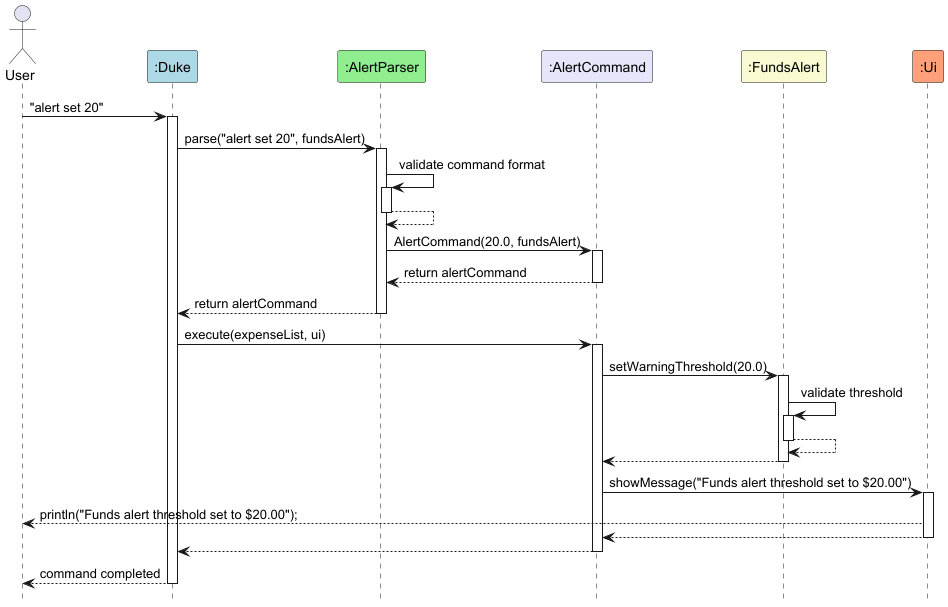 User
:Duke
:AlertParser
:AlertCommand
:FundsAlert
:Ui
"alert set 20"
parse("alert set 20", fundsAlert)
validate command format
AlertCommand(20.0, fundsAlert)
return alertCommand
return alertCommand
execute(expenseList, ui)
setWarningThreshold(20.0)
validate threshold
showMessage("Funds alert threshold set to $20.00")
println("Funds alert threshold set to $20.00");
command completed